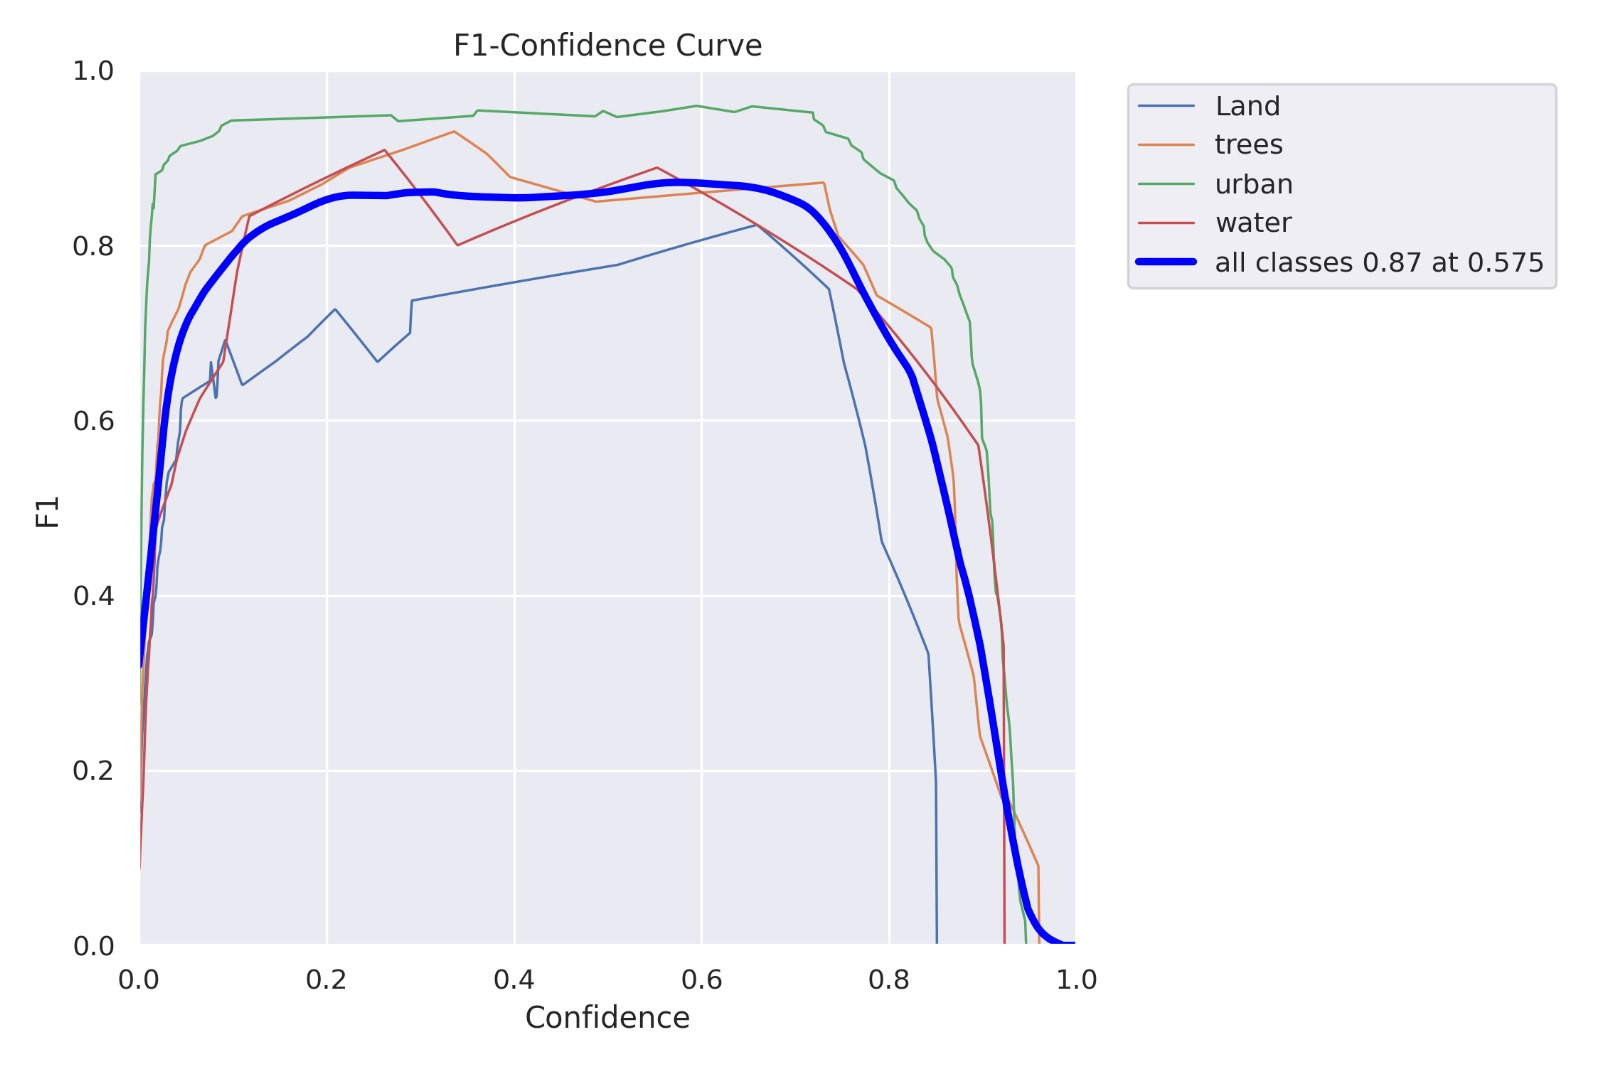 F1-Confidence Curve
1.0
0.8
0.6
0.4
0.2
0.0
F1
0.0 0.2 0.4 0.6 0.8 1.0
Confidence
Land
trees
urban
water
all classes 0.87 at 0.575